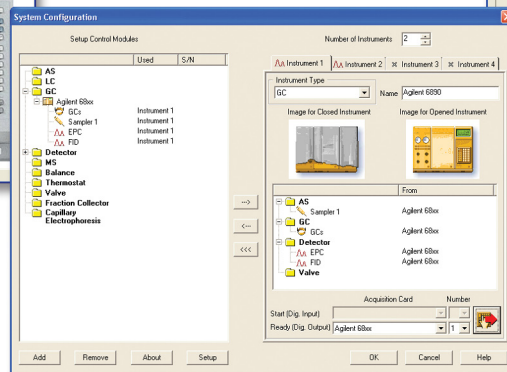 System Configuration
Setup Control Modules
Number of Instruments 2
Used S/N
AS
LC
GC
Agilent 68xx
GCs Instrument 1
Sampler 1 Instrument 1
EPC Instrument 1
FID Instrument 1
Detector
MS
Balance
Thermostat
Valve
Fraction Collector
Capillary
Electrophoresis
--->
<---
<<<
Add Remove About Setup
Instrument 1 Instrument 2 Instrument 3 Instrument 4
Instrument Type
GC Name Agilent 6890
Image for Closed Instrument Image for Opened Instrument
From
AS
Sampler 1 Agilent 68xx
GC
GCs Agilent 68xx
Detector
EPC Agilent 68xx
FID Agilent 68xx
Valve
Acquisition Card Number
Start (Dig. Input)
Ready (Dig. Output) Agilent 68xx 1
OK Cancel Help